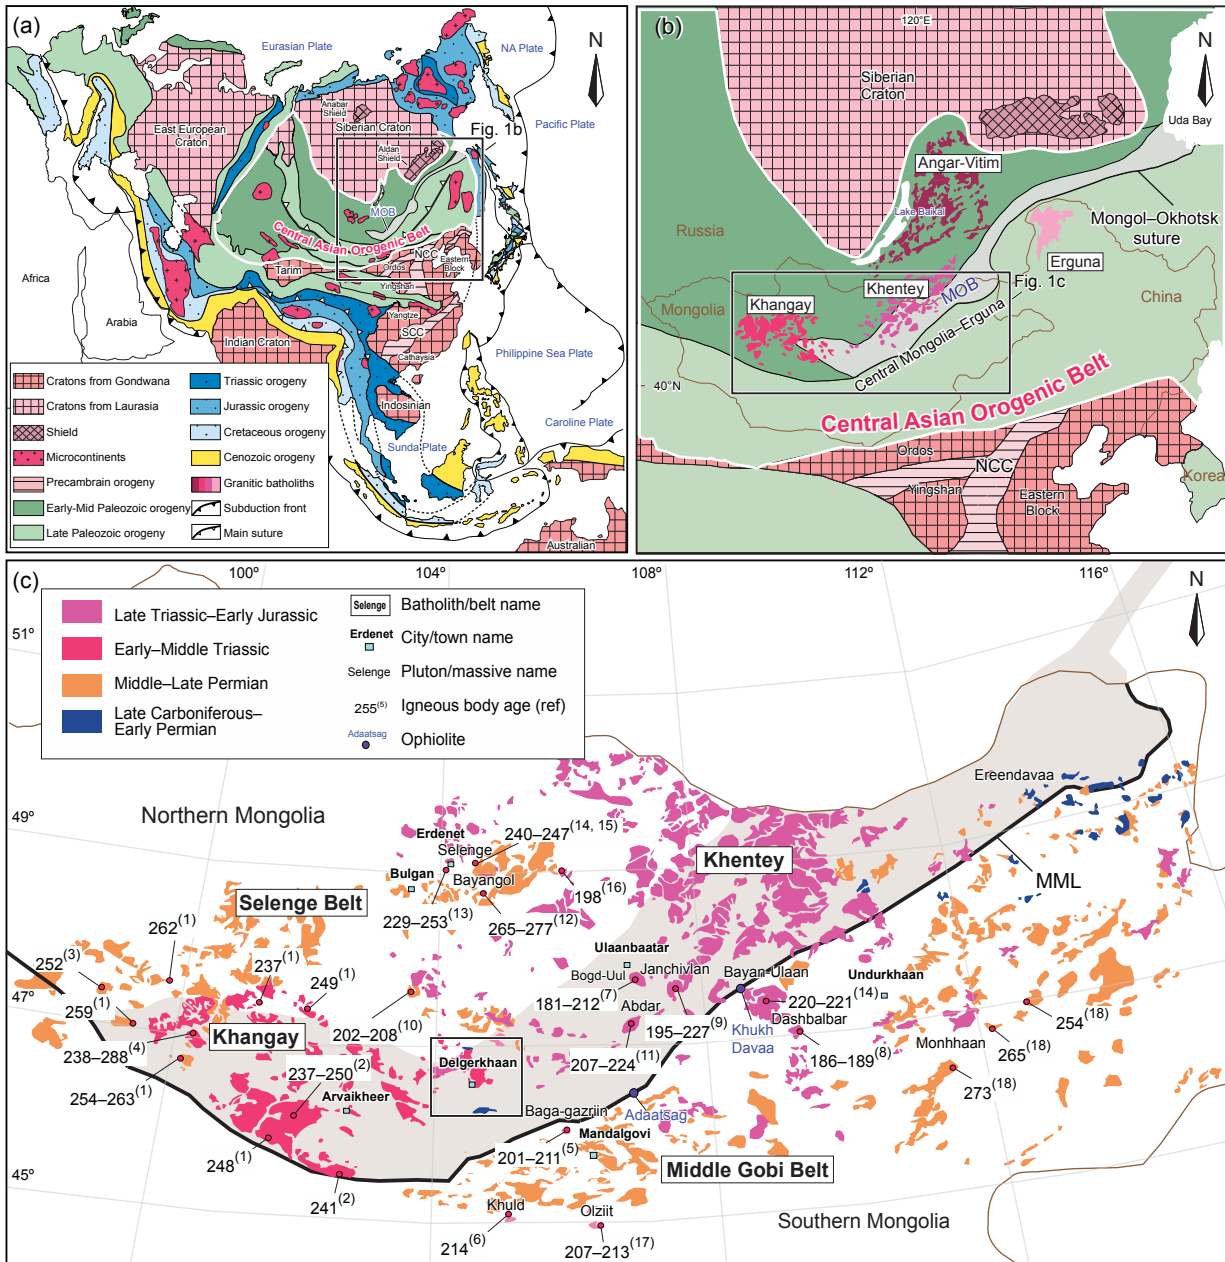 (a)
Eurasian Plate
NA Plate
N
Anabar
Shield
East European
Craton
Siberian Craton
Fig. 1b
Pacific Plate
Aldan
Shield
MOB
Central Asian Orogenic Belt
NCC
Eastern
Block
Ordos
Tarim
Yingshan
Africa
Arabia
Yangtze
SCC
Indian Craton
Cathaysia
Philippine Sea Plate
Indosinian
Caroline Plate
Sunda Plate
Australian
Cratons from Gondwana
Cratons from Laurasia
Shield
Microcontinents
Precambrain orogeny
Early-Mid Paleozoic orogeny
Late Paleozoic orogeny
Triassic orogeny
Jurassic orogeny
Cretaceous orogeny
Cenozoic orogeny
Granitic batholiths
Subduction front
Main suture
(b)
120°E
N
Siberian
Craton
Uda Bay
Angar-Vitim
Lake Baikal
Mongol–Okhotsk
suture
Russia
Erguna
Khentey
MOB
Fig. 1c
Khangay
Mongolia
China
Central Mongolia–Erguna
40°N
Central Asian Orogenic Belt
Ordos
NCC
Yingshan
Eastern
Block
Korea
(c)
100°
104°
108°
112°
116°
N
51°
49°
47°
45°
Late Triassic–Early Jurassic
Early–Middle Triassic
Middle–Late Permian
Late Carboniferous–
Early Permian
Selenge
Batholith/belt name
Erdenet
City/town name
Selenge
Pluton/massive name
255(5)
Igneous body age (ref)
Adaatsag
Ophiolite
Northern Mongolia
Ereendavaa
Erdenet
Selenge
240–247(14, 15)
Khentey
MML
Bulgan
Bayangol
198(16)
Selenge Belt
229–253(13)
265–277(12)
262(1)
252(3)
237(1)
249(1)
Ulaanbaatar
Bogd-Uul
Janchivlan
Bayan-Ulaan
Undurkhaan
259(1)
181–212(7)
220–221(14)
Dashbalbar
254(18)
Khangay
202–208(10)
Abdar
195–227(9)
Khukh
Davaa
Monhhaan
265(18)
238–288(4)
Delgerkhaan
207–224(11)
186–189(8)
237–250(2)
273(18)
254–263(1)
Arvaikheer
Baga-gazriin
Adaatsag
Mandalgovi
248(1)
201–211(5)
Middle Gobi Belt
241(2)
Khuld
Olziit
Southern Mongolia
214(6)
207–213(17)